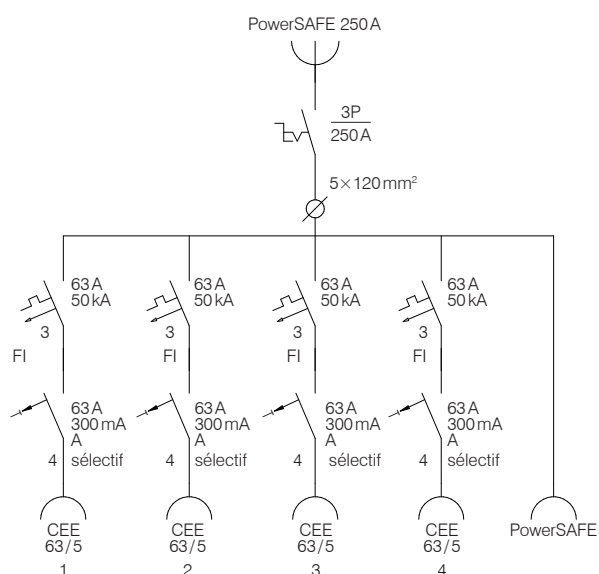 PowerSAFE 250 A
3P
250 A
5×120 mm²
63 A 63 A 63 A 63 A
50 kA 50 kA 50 kA 50 kA
3 3 3 3
FI FI FI FI
63 A 63 A 63 A 63 A
300 mA 300 mA 300 mA 300 mA
A A A A
4 sélectif 4 sélectif 4 sélectif 4 sélectif
CEE CEE CEE CEE PowerSAFE
63/5 63/5 63/5 63/5
1 2 3 4